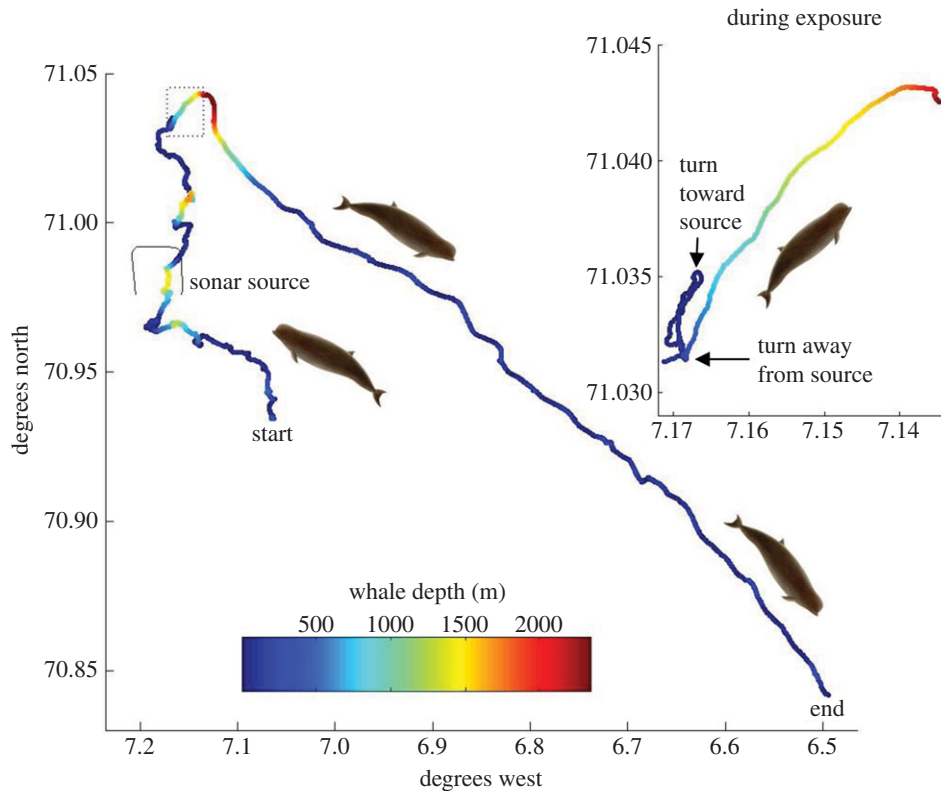 during exposure
71.045
71.040
71.035
71.030
turn
toward
source
turn away
from source
7.17 7.16 7.15 7.14
71.05
71.00
70.95
70.90
70.85
degrees north
sonar source
start
whale depth (m)
500 1000 1500 2000
end
7.2 7.1 7.0 6.9 6.8 6.7 6.6 6.5
degrees west